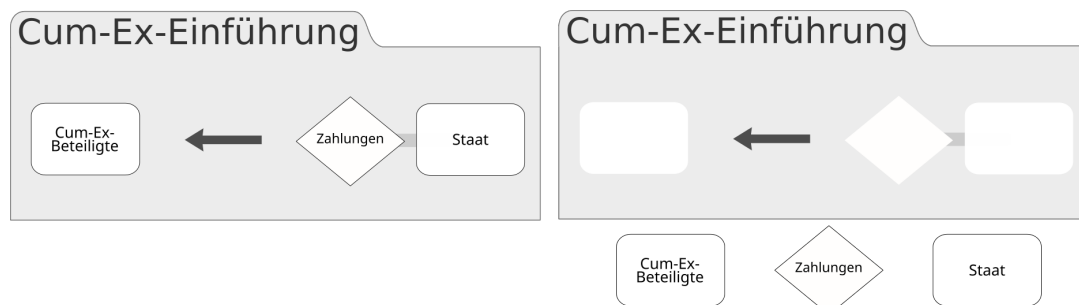 Cum-Ex-Einführung
Cum-Ex-
Beteiligte
Zahlungen
Staat
Cum-Ex-Einführung
Cum-Ex-
Beteiligte
Zahlungen
Staat